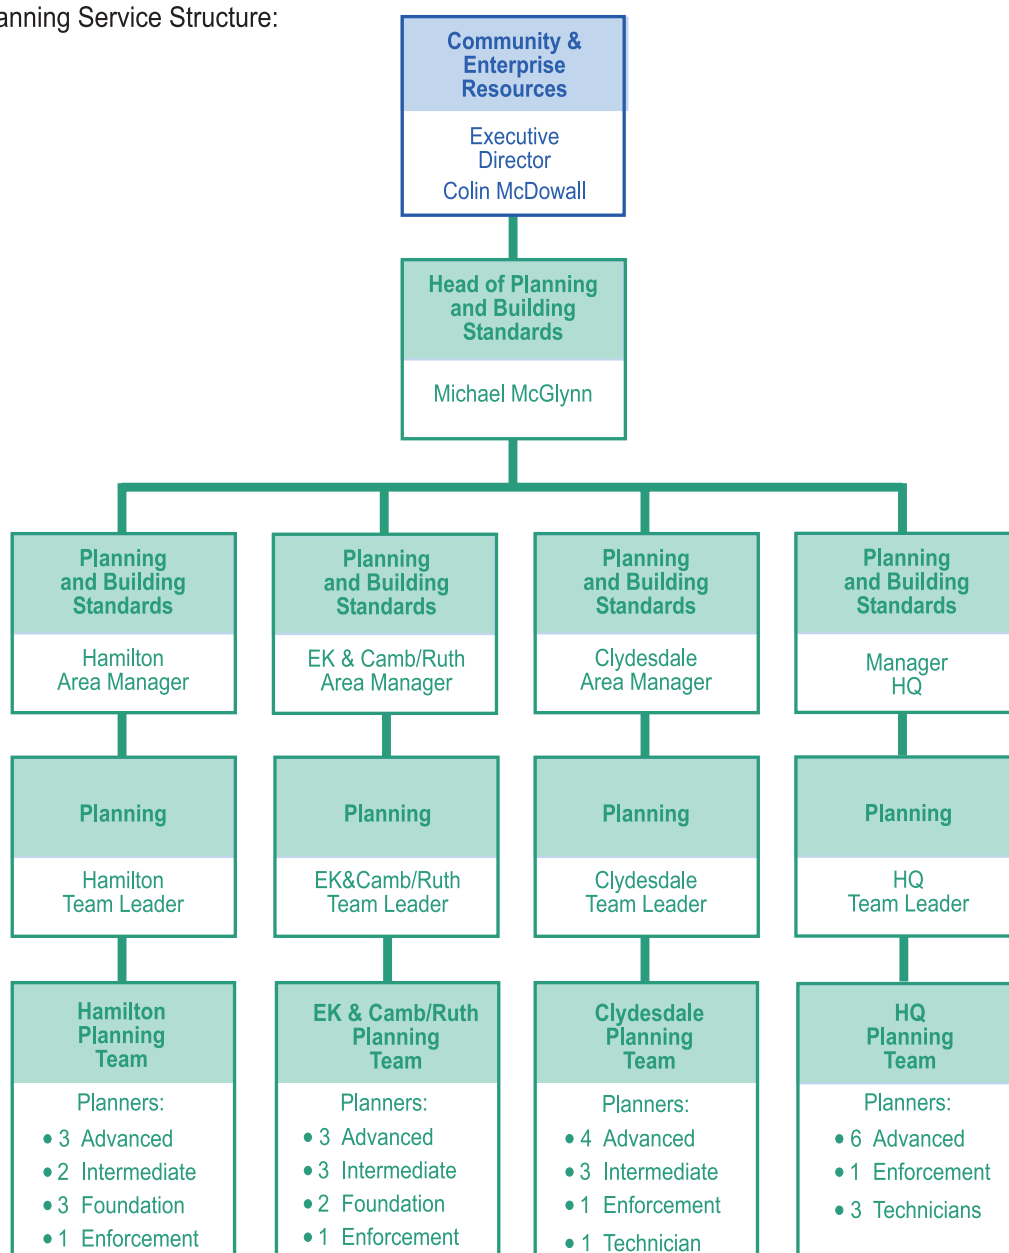 anning Service Structure:
Community &
Enterprise
Resources
Executive
Director
Colin McDowall
Head of Planning
and Building
Standards
Michael McGlynn
Planning
and Building
Standards
Hamilton
Area Manager
Planning
and Building
Standards
EK & Camb/Ruth
Area Manager
Planning
and Building
Standards
Clydesdale
Area Manager
Planning
and Building
Standards
Manager
HQ
Planning
Hamilton
Team Leader
Planning
EK&Camb/Ruth
Team Leader
Planning
Clydesdale
Team Leader
Planning
HQ
Team Leader
Hamilton
Planning
Team
Planners:
• 3 Advanced
• 2 Intermediate
• 3 Foundation
• 1 Enforcement
EK & Camb/Ruth
Planning
Team
Planners:
• 3 Advanced
• 3 Intermediate
• 2 Foundation
• 1 Enforcement
Clydesdale
Planning
Team
Planners:
• 4 Advanced
• 3 Intermediate
• 1 Enforcement
• 1 Technician
HQ
Planning
Team
Planners:
• 6 Advanced
• 1 Enforcement
• 3 Technicians